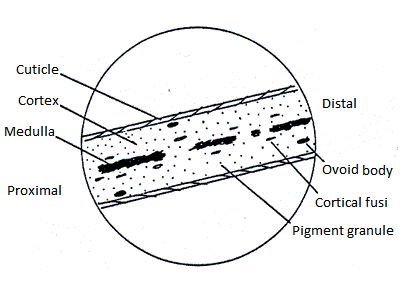 Cuticle
Cortex
Medulla
Proximal
Distal
Ovoid body
Cortical fusi
Pigment granule